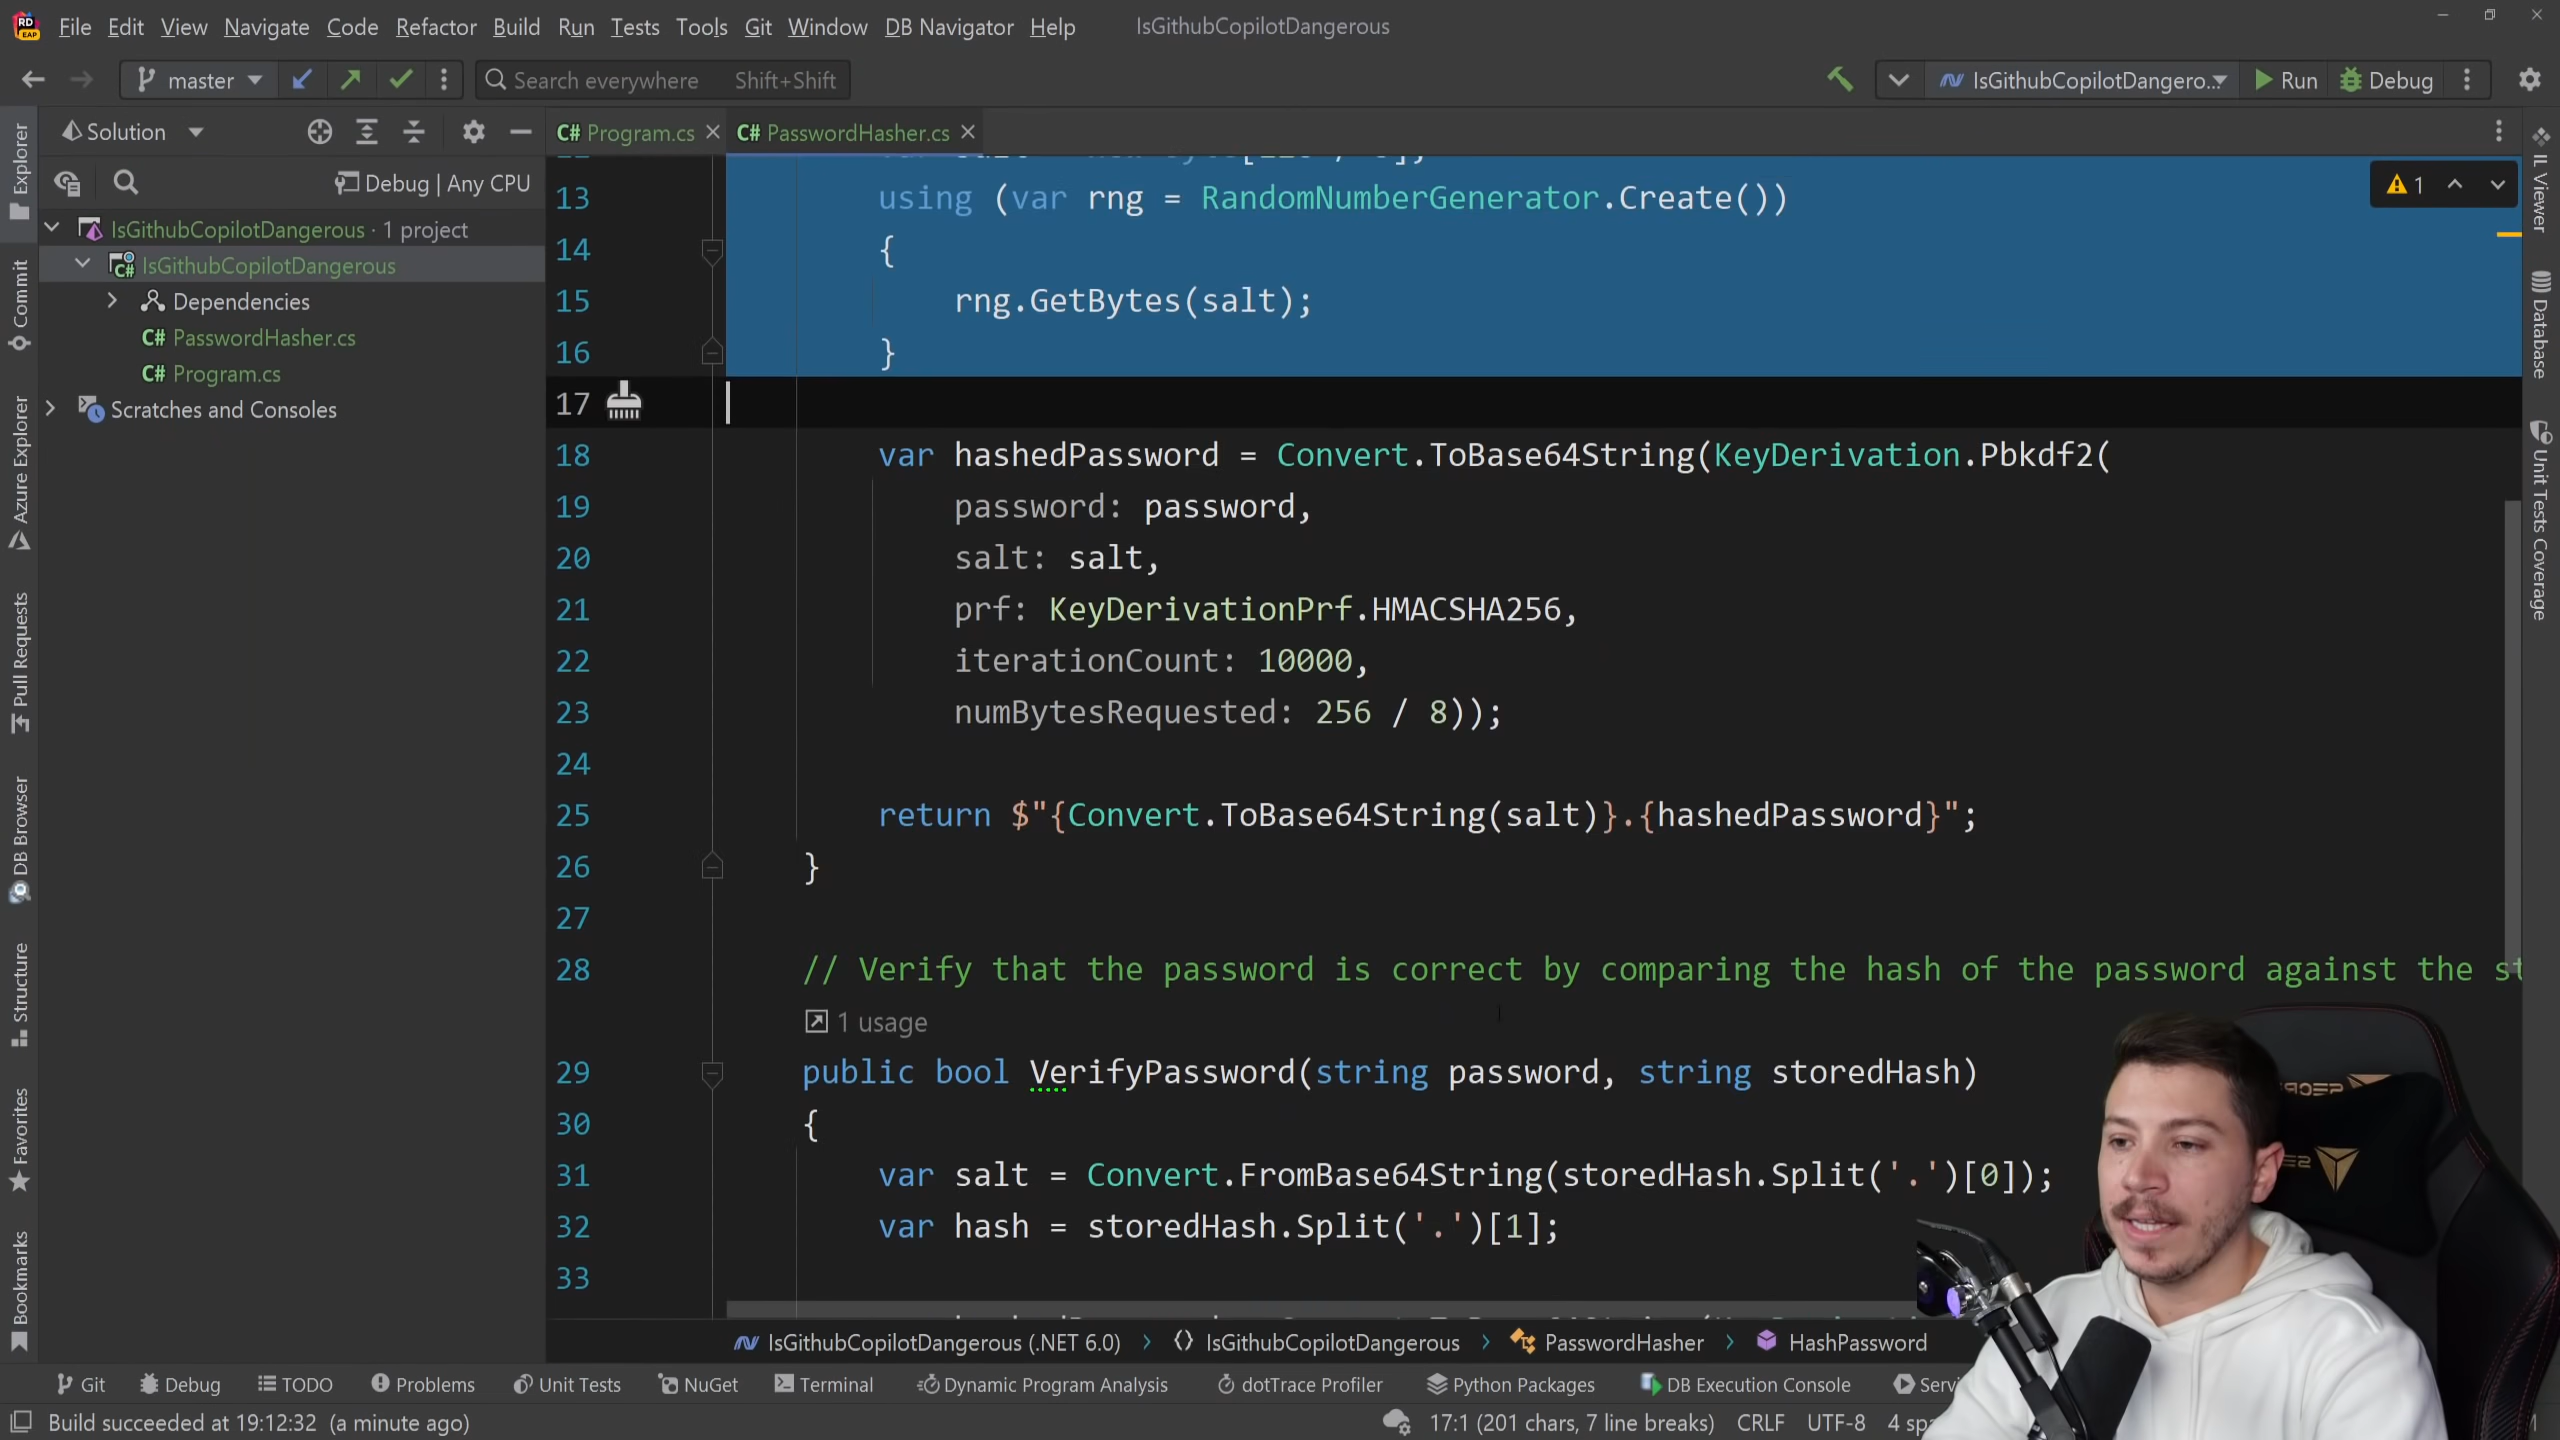 RD
EAP
File Edit View Navigate Code Refactor Build Run Tests Tools Git Window DB Navigator Help
IsGithubCopilotDangerous
master
Search everywhere Shift+Shift
IsGithubCopilotDangero...
Run
Debug
Solution
Program.cs
PasswordHasher.cs
Debug | Any CPU
IsGithubCopilotDangerous · 1 project
IsGithubCopilotDangerous
Dependencies
C# PasswordHasher.cs
C# Program.cs
Scratches and Consoles
Explorer
Commit
Azure Explorer
Pull Requests
DB Browser
Structure
Favorites
Bookmarks
13 using (var rng = RandomNumberGenerator.Create())
14 {
15 rng.GetBytes(salt);
16 }
17
18 var hashedPassword = Convert.ToBase64String(KeyDerivation.Pbkdf2(
19 password: password,
20 salt: salt,
21 prf: KeyDerivationPrf.HMACSHA256,
22 iterationCount: 10000,
23 numBytesRequested: 256 / 8));
24
25 return $"{Convert.ToBase64String(salt)}.{hashedPassword}";
26 }
27
28 // Verify that the password is correct by comparing the hash of the password against the
1 usage
29 public bool VerifyPassword(string password, string storedHash)
30 {
31 var salt = Convert.FromBase64String(storedHash.Split('.')[0]);
32 var hash = storedHash.Split('.')[1];
33
1
IL Viewer
Database
Unit Tests Coverage
IsGithubCopilotDangerous (.NET 6.0) › IsGithubCopilotDangerous › PasswordHasher › HashPassword
Git Debug TODO Problems Unit Tests NuGet Terminal Dynamic Program Analysis dotTrace Profiler Python Packages DB Execution Console
Build succeeded at 19:12:32 (a minute ago)
17:1 (201 chars, 7 line breaks) CRLF UTF-8